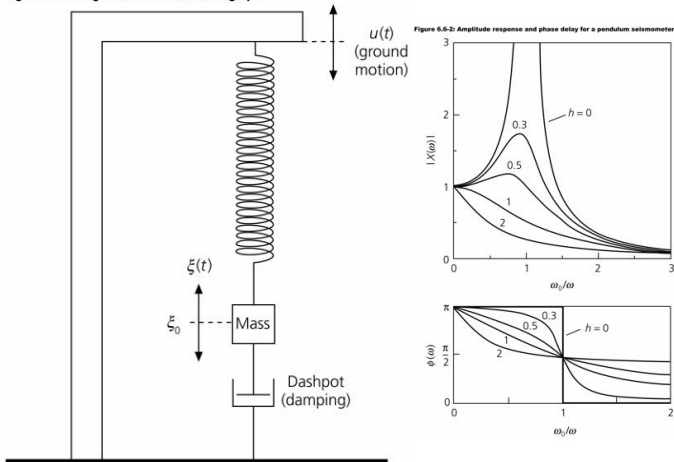 u(t)
(ground
motion)
ξ(t)
ξ₀
Mass
Dashpot
(damping)
Figure 6.6-2: Amplitude response and phase delay for a pendulum seismometer
3
2
1
0
|X(ω)|
h = 0
0.3
0.5
1
2
0
1
2
3
ω₀/ω
π
π/2
0
ϕ(ω)
0.3
0.5
1
2
h = 0
0
1
2
ω₀/ω